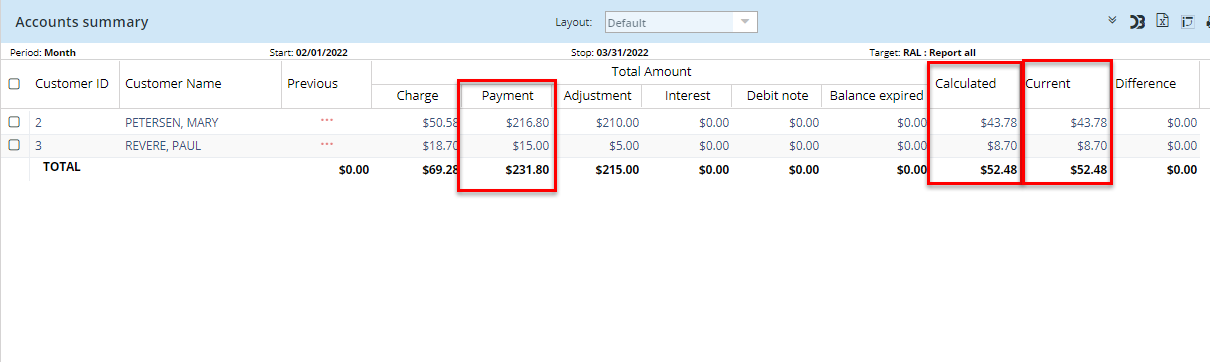 Accounts summary Layout: Default
Period: Month Start: 02/01/2022 Stop: 03/31/2022 Target: RAL : Report all
Total Amount
Customer ID Customer Name Previous Calculated Current Difference
Charge Payment Adjustment Interest Debit note Balance expired
2 PETERSEN, MARY ... $50.58 $216.80 $210.00 $0.00 $0.00 $0.00 $43.78 $43.78 $0.00
3 REVERE, PAUL ... $18.70 $15.00 $5.00 $0.00 $0.00 $0.00 $8.70 $8.70 $0.00
TOTAL $0.00 $69.28 $231.80 $215.00 $0.00 $0.00 $0.00 $52.48 $52.48 $0.00